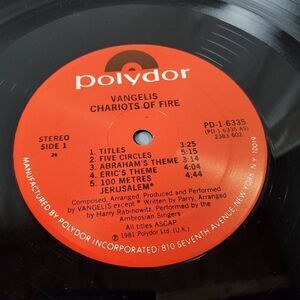 polydor
VANGELIS
CHARIOTS OF FIRE
STEREO
SIDE 1
26
PD-1-6335
(PD-1 6335 AS)
2383 602
1. TITLES 3:25
2. FIVE CIRCLES 5:15
3. ABRAHAM'S THEME 3:14
4. ERIC'S THEME 4:04
5. 100 METRES 4:44
JERUSALEM*
Composed, Arranged, Produced and Performed
by VANGELIS except * Written by Parry, Arranged
by Harry Rabinowitz, Performed by the
Ambrosian Singers
All titles ASCAP
℗ 1981 Polydor Ltd. (U.K.)
MANUFACTURED BY POLYDOR INCORPORATED/810 SEVENTH AVENUE/NEW YORK, N.Y. 10019